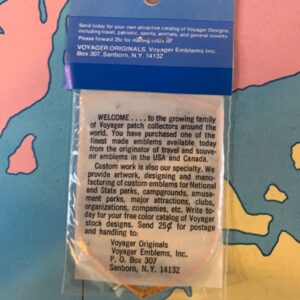 Send today for your own attractive catalog of Voyager Designs,
including travel, patriotic, sports, animals, and general novelty.
Please forward 25¢ for mailing costs to:
VOYAGER ORIGINALS, Voyager Emblems Inc.
Box 307, Sanborn, N.Y. 14132
WELCOME .... to the growing family
of Voyager patch collectors around the
world. You have purchased one of the
finest made emblems available today
from the originator of travel and souve-
nir emblems in the USA and Canada.
Custom work is also our specialty. We
provide artwork, designing and manu-
facturing of custom emblems for National
and State parks, campgrounds, amuse-
ment parks, major attractions, clubs,
organizations, companies, etc. Write to-
day for your free color catalog of Voyager
stock designs. Send 25¢ for postage
and handling to:
Voyager Originals
Voyager Emblems Inc.
P. O. Box 307
Sanborn, N.Y. 14132